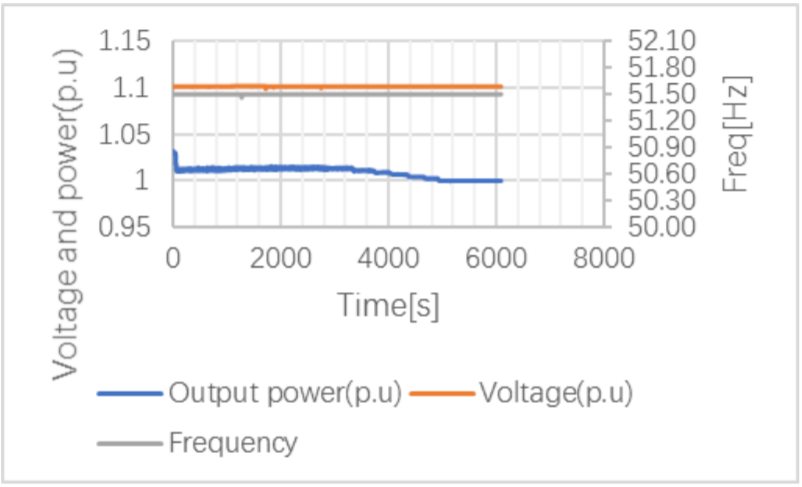 Voltage and power(p.u)
1.15
1.1
1.05
1
0.95
52.10
51.80
51.50
51.20
50.90
50.60
50.30
50.00
Freq[Hz]
0 2000 4000 6000 8000
Time[s]
Output power(p.u) Voltage(p.u)
Frequency